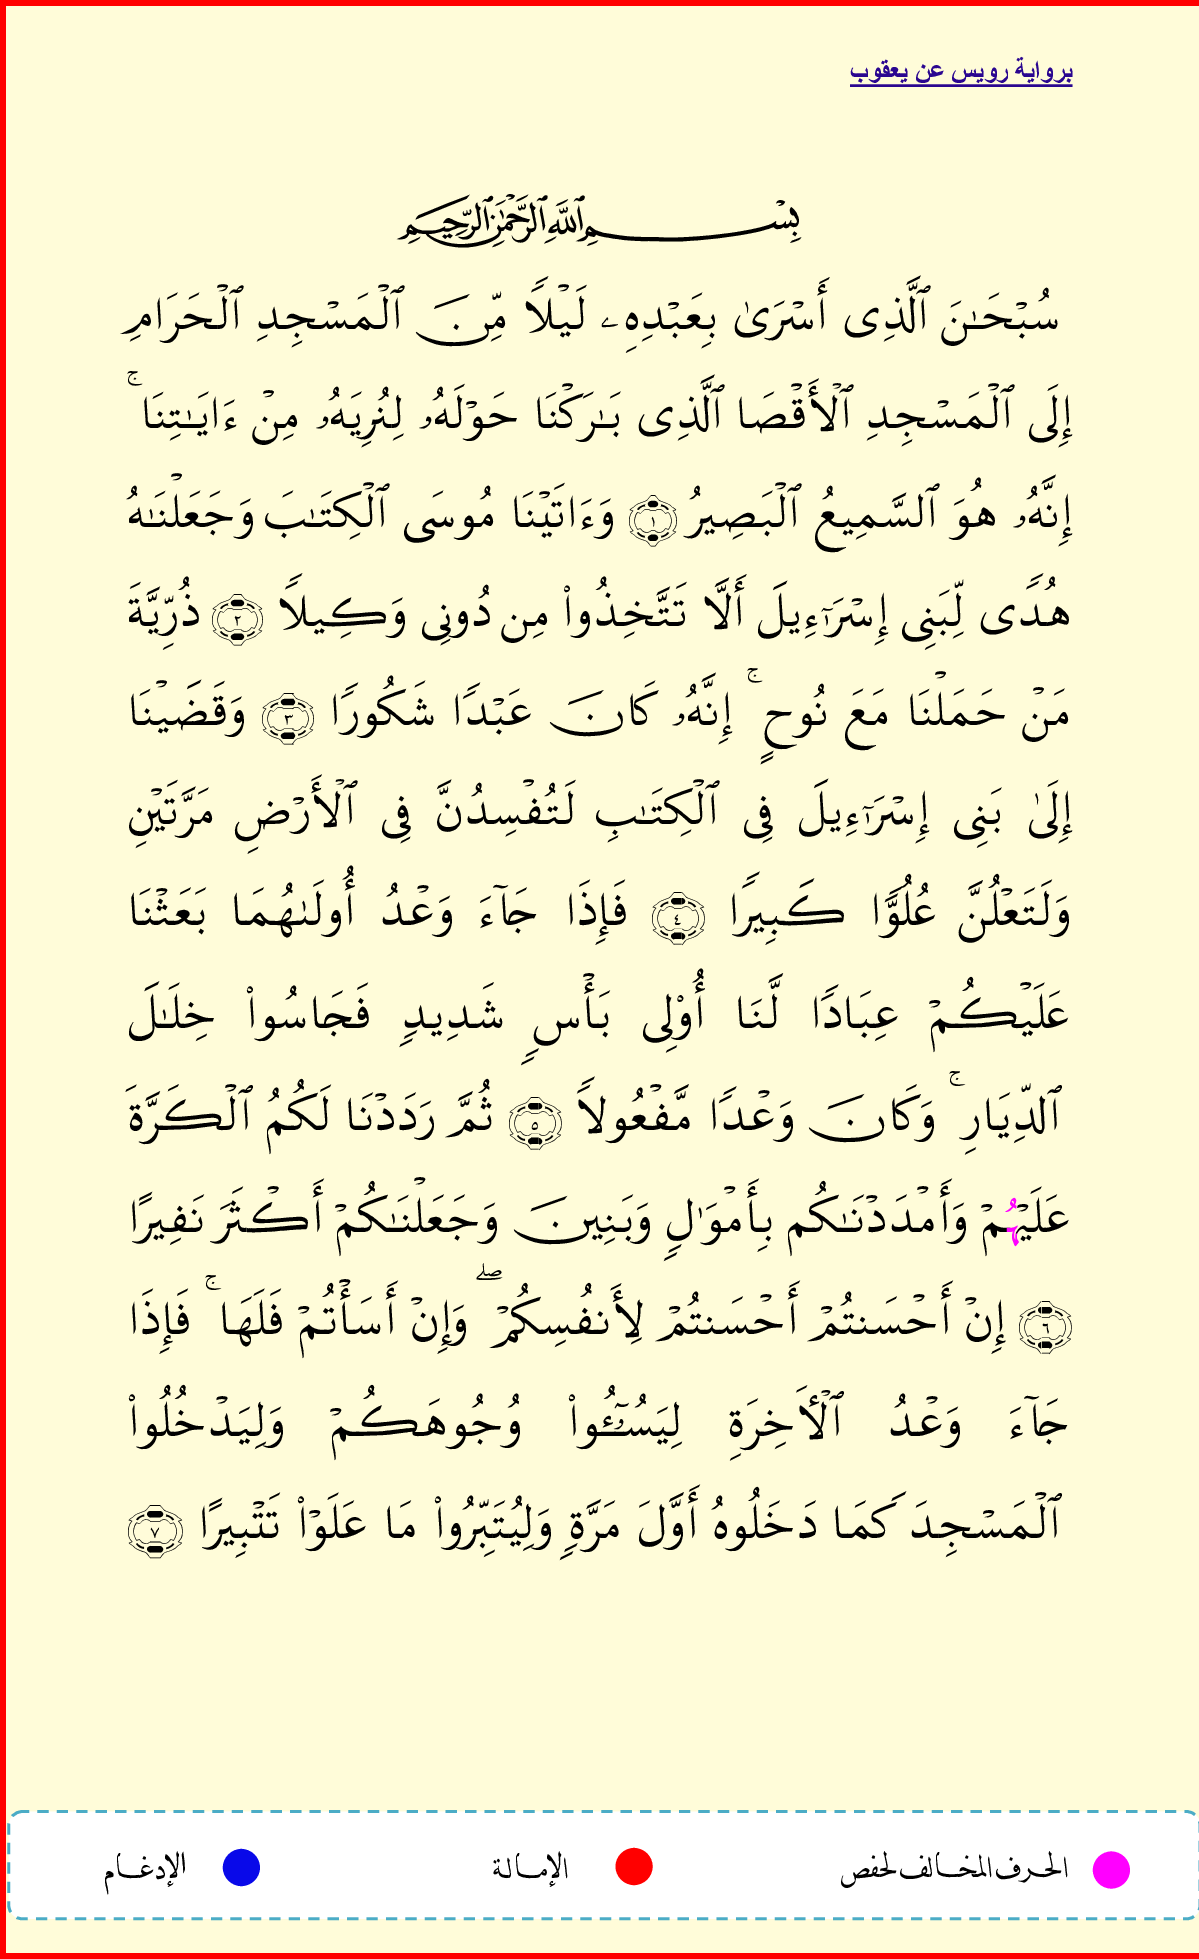 برواية رويس عن يعقوب
بِسْمِ ٱللَّهِ ٱلرَّحْمَٰنِ ٱلرَّحِيمِ
سُبْحَـٰنَ ٱلَّذِى أَسْرَىٰ بِعَبْدِهِۦ لَيْلًا مِّنَ ٱلْمَسْجِدِ ٱلْحَرَامِ
إِلَى ٱلْمَسْجِدِ ٱلْأَقْصَا ٱلَّذِى بَـٰرَكْنَا حَوْلَهُۥ لِنُرِيَهُۥ مِنْ ءَايَـٰتِنَا ۚ
إِنَّهُۥ هُوَ ٱلسَّمِيعُ ٱلْبَصِيرُ ١ وَءَاتَيْنَا مُوسَى ٱلْكِتَـٰبَ وَجَعَلْنَـٰهُ
هُدًى لِّبَنِى إِسْرَٰٓءِيلَ أَلَّا تَتَّخِذُوا۟ مِن دُونِى وَكِيلًا ٢ ذُرِّيَّةَ
مَنْ حَمَلْنَا مَعَ نُوحٍ ۚ إِنَّهُۥ كَانَ عَبْدًا شَكُورًا ٣ وَقَضَيْنَا
إِلَىٰ بَنِى إِسْرَٰٓءِيلَ فِى ٱلْكِتَـٰبِ لَتُفْسِدُنَّ فِى ٱلْأَرْضِ مَرَّتَيْنِ
وَلَتَعْلُنَّ عُلُوًّا كَبِيرًا ٤ فَإِذَا جَآءَ وَعْدُ أُولَىٰهُمَا بَعَثْنَا
عَلَيْكُمْ عِبَادًا لَّنَا أُو۟لِى بَأْسٍ شَدِيدٍ فَجَاسُوا۟ خِلَـٰلَ
ٱلدِّيَارِ ۚ وَكَانَ وَعْدًا مَّفْعُولًا ٥ ثُمَّ رَدَدْنَا لَكُمُ ٱلْكَرَّةَ
عَلَيْهُمْ وَأَمْدَدْنَـٰكُم بِأَمْوَٰلٍ وَبَنِينَ وَجَعَلْنَـٰكُمْ أَكْثَرَ نَفِيرًا
٦ إِنْ أَحْسَنتُمْ أَحْسَنتُمْ لِأَنفُسِكُمْ ۖ وَإِنْ أَسَأْتُمْ فَلَهَا ۚ فَإِذَا
جَآءَ وَعْدُ ٱلْأَخِرَةِ لِيَسُـۥٓـُٔوا۟ وُجُوهَكُمْ وَلِيَدْخُلُوا۟
ٱلْمَسْجِدَ كَمَا دَخَلُوهُ أَوَّلَ مَرَّةٍ وَلِيُتَبِّرُوا۟ مَا عَلَوْا۟ تَتْبِيرًا ٧
الحرف المخالف لحفص
الإمالة
الإدغام